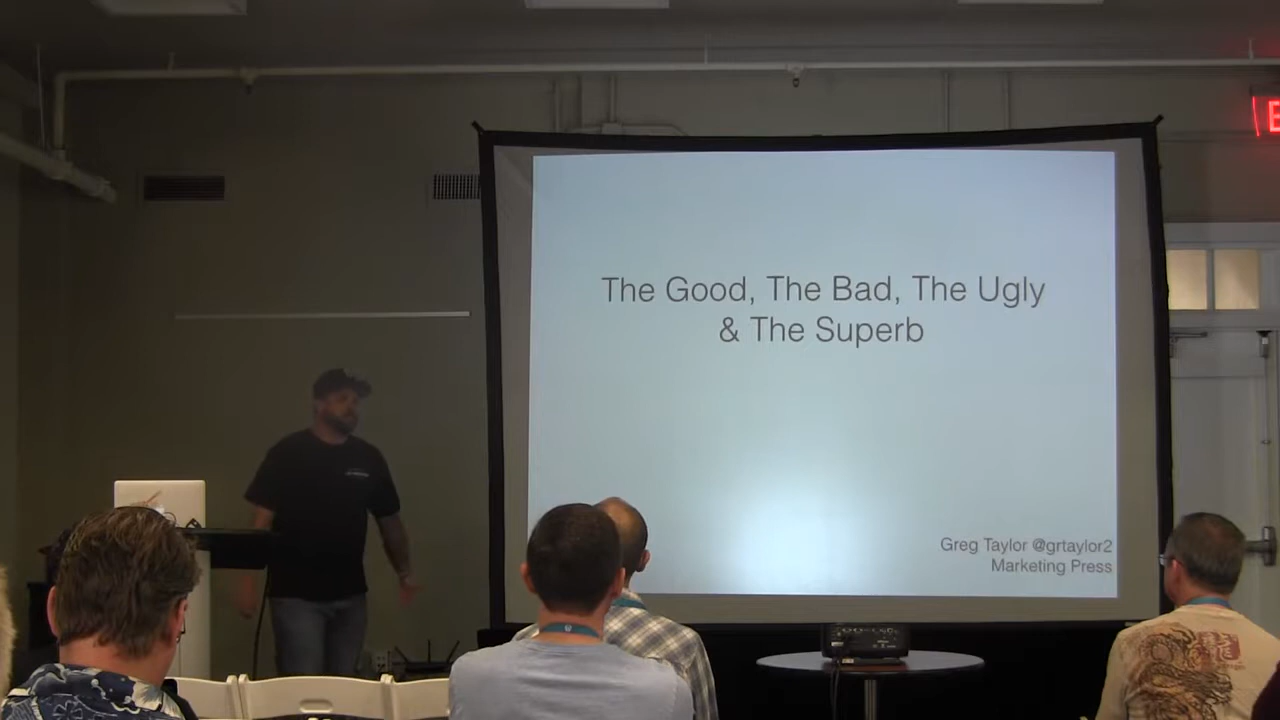 The Good, The Bad, The Ugly
& The Superb
Greg Taylor @grtaylor2
Marketing Press